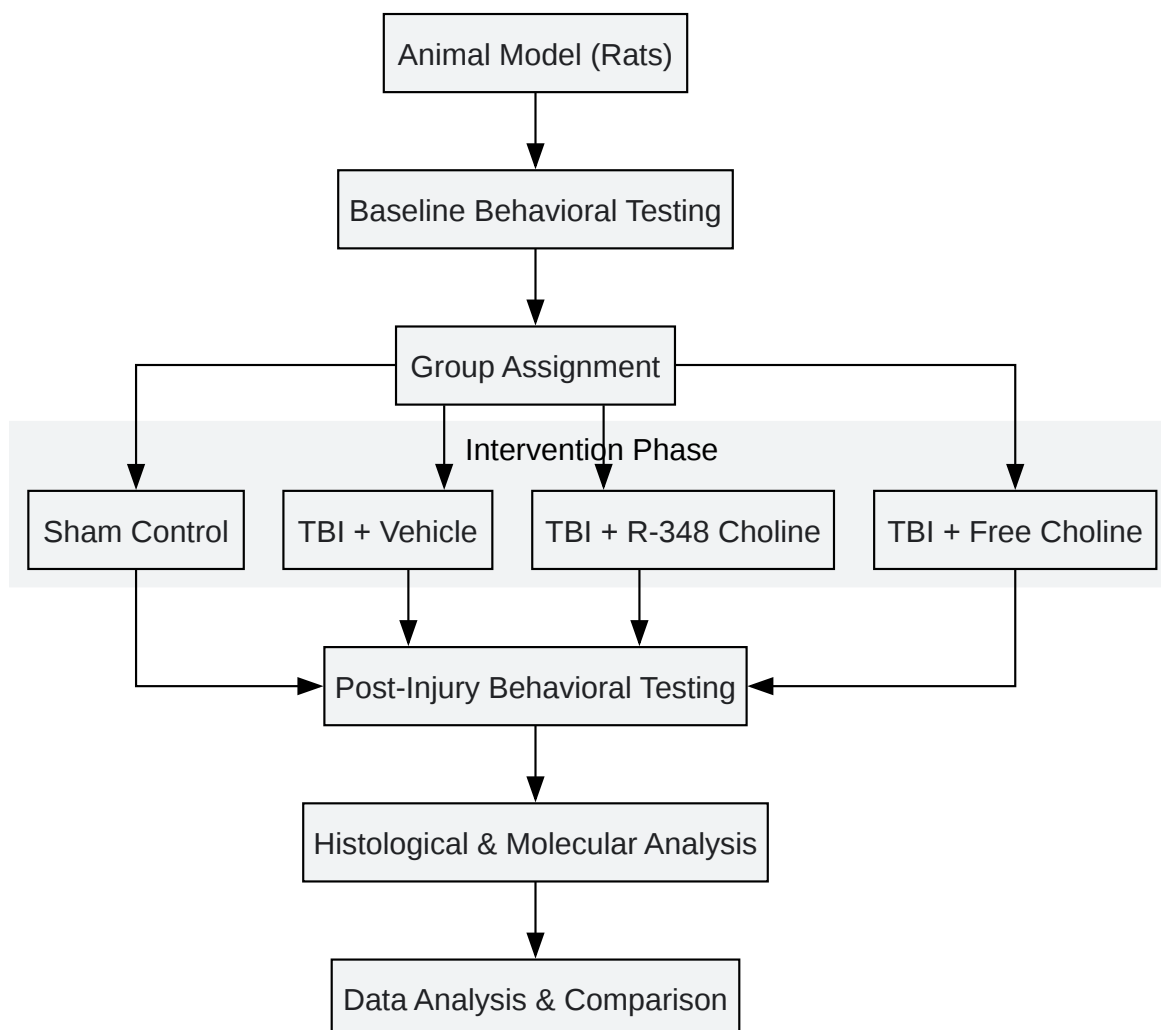 Animal Model (Rats)
Baseline Behavioral Testing
Group Assignment
Intervention Phase
Sham Control
TBI + Vehicle
TBI + R-348 Choline
TBI + Free Choline
Post-Injury Behavioral Testing
Histological & Molecular Analysis
Data Analysis & Comparison